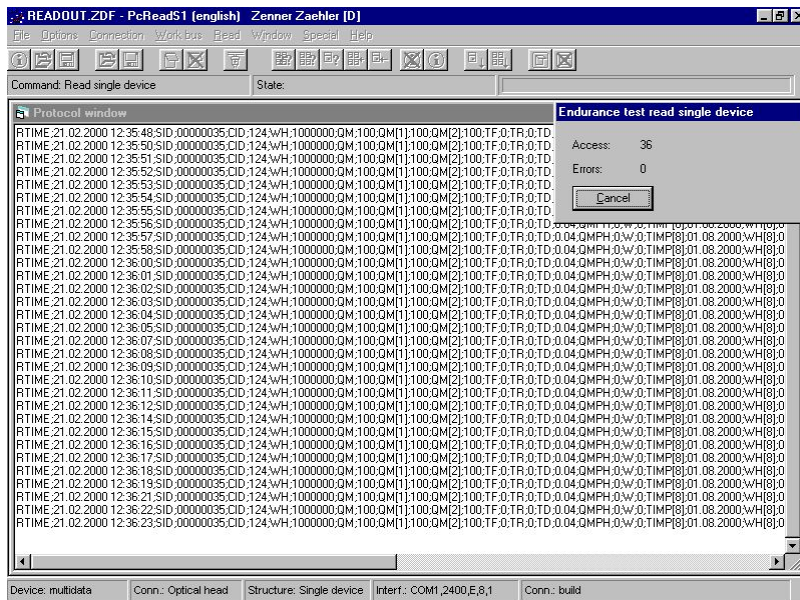 READOUT.ZDF - PcReadS1 (english) Zenner Zaehler [D]
File Options Connection Work bus Read Window Special Help
Command: Read single device State:
Protocol window
Endurance test read single device
Access: 36
Errors: 0
Cancel
RTIME;21.02.2000 12:35:48;SID;00000035;CID;124;WH;1000000;QM;100;QM[1];100;QM[2];100;TF;0;TR;0;TD
RTIME;21.02.2000 12:35:50;SID;00000035;CID;124;WH;1000000;QM;100;QM[1];100;QM[2];100;TF;0;TR;0;TD
RTIME;21.02.2000 12:35:51;SID;00000035;CID;124;WH;1000000;QM;100;QM[1];100;QM[2];100;TF;0;TR;0;TD
RTIME;21.02.2000 12:35:52;SID;00000035;CID;124;WH;1000000;QM;100;QM[1];100;QM[2];100;TF;0;TR;0;TD
RTIME;21.02.2000 12:35:53;SID;00000035;CID;124;WH;1000000;QM;100;QM[1];100;QM[2];100;TF;0;TR;0;TD
RTIME;21.02.2000 12:35:54;SID;00000035;CID;124;WH;1000000;QM;100;QM[1];100;QM[2];100;TF;0;TR;0;TD
RTIME;21.02.2000 12:35:55;SID;00000035;CID;124;WH;1000000;QM;100;QM[1];100;QM[2];100;TF;0;TR;0;TD
RTIME;21.02.2000 12:35:56;SID;00000035;CID;124;WH;1000000;QM;100;QM[1];100;QM[2];100;TF;0;TR;0;TD;0.04;QMPH;0;W;0;TIMP[8];01.08.2000;WH[8];0
RTIME;21.02.2000 12:35:57;SID;00000035;CID;124;WH;1000000;QM;100;QM[1];100;QM[2];100;TF;0;TR;0;TD;0.04;QMPH;0;W;0;TIMP[8];01.08.2000;WH[8];0
RTIME;21.02.2000 12:35:58;SID;00000035;CID;124;WH;1000000;QM;100;QM[1];100;QM[2];100;TF;0;TR;0;TD;0.04;QMPH;0;W;0;TIMP[8];01.08.2000;WH[8];0
RTIME;21.02.2000 12:36:00;SID;00000035;CID;124;WH;1000000;QM;100;QM[1];100;QM[2];100;TF;0;TR;0;TD;0.04;QMPH;0;W;0;TIMP[8];01.08.2000;WH[8];0
RTIME;21.02.2000 12:36:01;SID;00000035;CID;124;WH;1000000;QM;100;QM[1];100;QM[2];100;TF;0;TR;0;TD;0.04;QMPH;0;W;0;TIMP[8];01.08.2000;WH[8];0
RTIME;21.02.2000 12:36:02;SID;00000035;CID;124;WH;1000000;QM;100;QM[1];100;QM[2];100;TF;0;TR;0;TD;0.04;QMPH;0;W;0;TIMP[8];01.08.2000;WH[8];0
RTIME;21.02.2000 12:36:03;SID;00000035;CID;124;WH;1000000;QM;100;QM[1];100;QM[2];100;TF;0;TR;0;TD;0.04;QMPH;0;W;0;TIMP[8];01.08.2000;WH[8];0
RTIME;21.02.2000 12:36:04;SID;00000035;CID;124;WH;1000000;QM;100;QM[1];100;QM[2];100;TF;0;TR;0;TD;0.04;QMPH;0;W;0;TIMP[8];01.08.2000;WH[8];0
RTIME;21.02.2000 12:36:05;SID;00000035;CID;124;WH;1000000;QM;100;QM[1];100;QM[2];100;TF;0;TR;0;TD;0.04;QMPH;0;W;0;TIMP[8];01.08.2000;WH[8];0
RTIME;21.02.2000 12:36:07;SID;00000035;CID;124;WH;1000000;QM;100;QM[1];100;QM[2];100;TF;0;TR;0;TD;0.04;QMPH;0;W;0;TIMP[8];01.08.2000;WH[8];0
RTIME;21.02.2000 12:36:08;SID;00000035;CID;124;WH;1000000;QM;100;QM[1];100;QM[2];100;TF;0;TR;0;TD;0.04;QMPH;0;W;0;TIMP[8];01.08.2000;WH[8];0
RTIME;21.02.2000 12:36:09;SID;00000035;CID;124;WH;1000000;QM;100;QM[1];100;QM[2];100;TF;0;TR;0;TD;0.04;QMPH;0;W;0;TIMP[8];01.08.2000;WH[8];0
RTIME;21.02.2000 12:36:10;SID;00000035;CID;124;WH;1000000;QM;100;QM[1];100;QM[2];100;TF;0;TR;0;TD;0.04;QMPH;0;W;0;TIMP[8];01.08.2000;WH[8];0
RTIME;21.02.2000 12:36:11;SID;00000035;CID;124;WH;1000000;QM;100;QM[1];100;QM[2];100;TF;0;TR;0;TD;0.04;QMPH;0;W;0;TIMP[8];01.08.2000;WH[8];0
RTIME;21.02.2000 12:36:12;SID;00000035;CID;124;WH;1000000;QM;100;QM[1];100;QM[2];100;TF;0;TR;0;TD;0.04;QMPH;0;W;0;TIMP[8];01.08.2000;WH[8];0
RTIME;21.02.2000 12:36:14;SID;00000035;CID;124;WH;1000000;QM;100;QM[1];100;QM[2];100;TF;0;TR;0;TD;0.04;QMPH;0;W;0;TIMP[8];01.08.2000;WH[8];0
RTIME;21.02.2000 12:36:15;SID;00000035;CID;124;WH;1000000;QM;100;QM[1];100;QM[2];100;TF;0;TR;0;TD;0.04;QMPH;0;W;0;TIMP[8];01.08.2000;WH[8];0
RTIME;21.02.2000 12:36:16;SID;00000035;CID;124;WH;1000000;QM;100;QM[1];100;QM[2];100;TF;0;TR;0;TD;0.04;QMPH;0;W;0;TIMP[8];01.08.2000;WH[8];0
RTIME;21.02.2000 12:36:17;SID;00000035;CID;124;WH;1000000;QM;100;QM[1];100;QM[2];100;TF;0;TR;0;TD;0.04;QMPH;0;W;0;TIMP[8];01.08.2000;WH[8];0
RTIME;21.02.2000 12:36:18;SID;00000035;CID;124;WH;1000000;QM;100;QM[1];100;QM[2];100;TF;0;TR;0;TD;0.04;QMPH;0;W;0;TIMP[8];01.08.2000;WH[8];0
RTIME;21.02.2000 12:36:19;SID;00000035;CID;124;WH;1000000;QM;100;QM[1];100;QM[2];100;TF;0;TR;0;TD;0.04;QMPH;0;W;0;TIMP[8];01.08.2000;WH[8];0
RTIME;21.02.2000 12:36:21;SID;00000035;CID;124;WH;1000000;QM;100;QM[1];100;QM[2];100;TF;0;TR;0;TD;0.04;QMPH;0;W;0;TIMP[8];01.08.2000;WH[8];0
RTIME;21.02.2000 12:36:22;SID;00000035;CID;124;WH;1000000;QM;100;QM[1];100;QM[2];100;TF;0;TR;0;TD;0.04;QMPH;0;W;0;TIMP[8];01.08.2000;WH[8];0
RTIME;21.02.2000 12:36:23;SID;00000035;CID;124;WH;1000000;QM;100;QM[1];100;QM[2];100;TF;0;TR;0;TD;0.04;QMPH;0;W;0;TIMP[8];01.08.2000;WH[8];0
Device: multidata Conn.: Optical head Structure: Single device Interf.: COM1,2400,E,8,1 Conn.: build